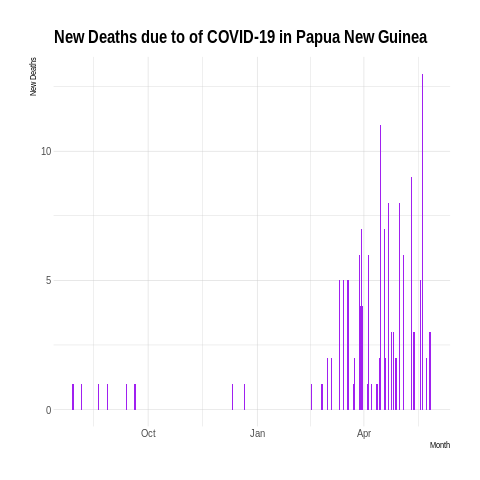 New Deaths due to of COVID-19 in Papua New Guinea
New Deaths
10
5
0
Oct Jan Apr
Month